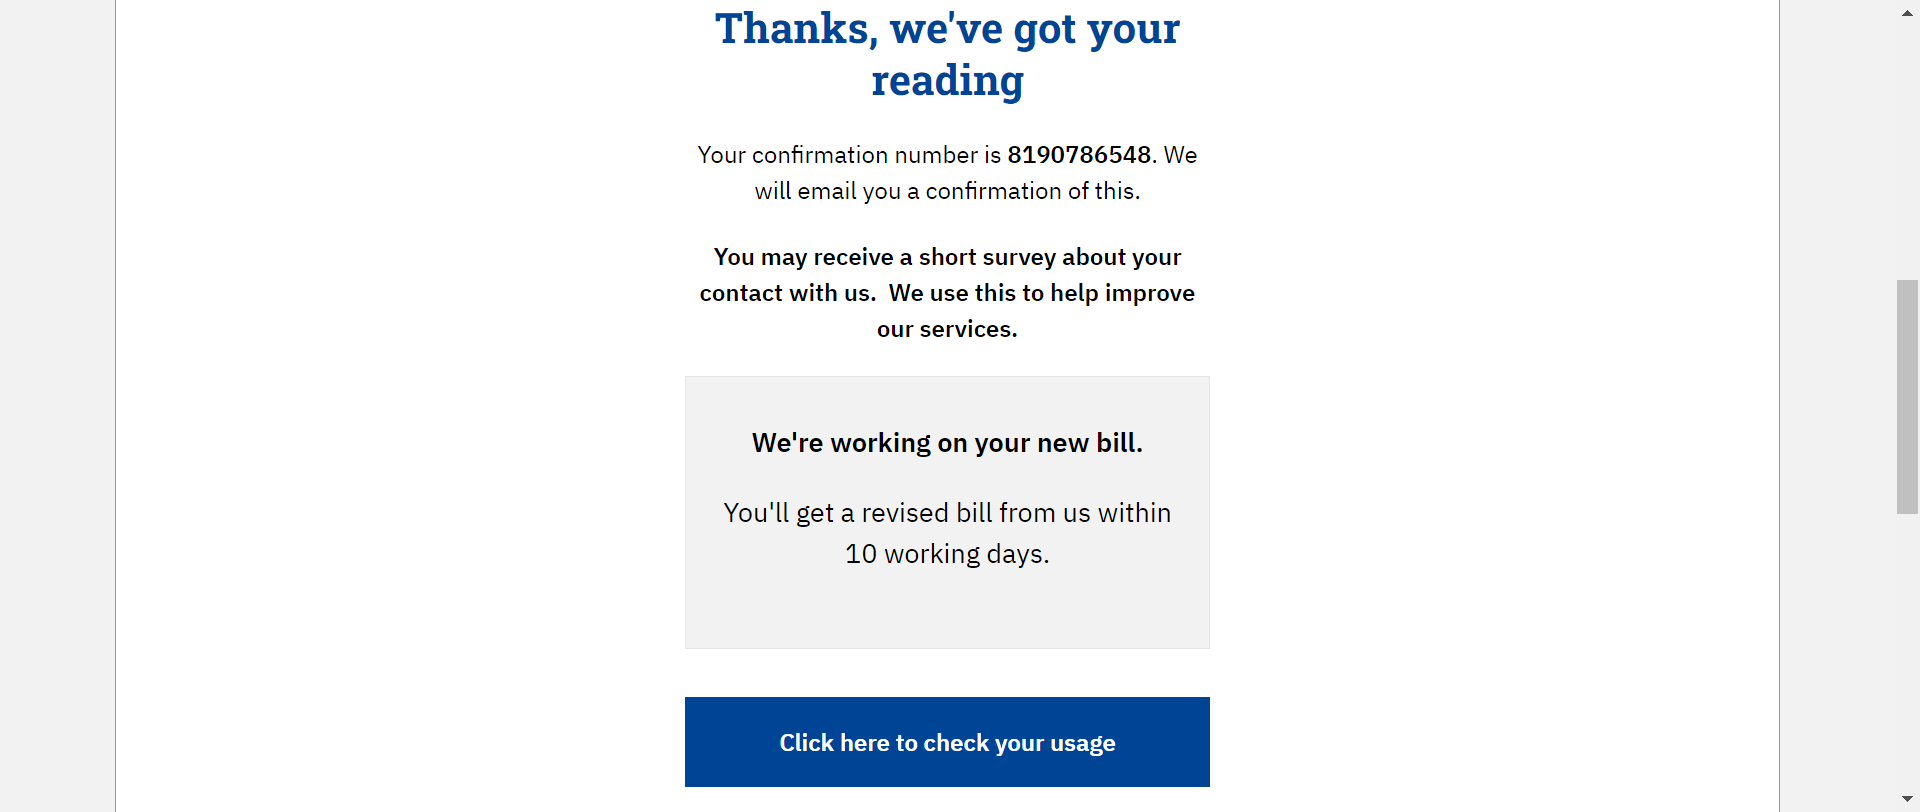 Thanks, we've got your
reading
Your confirmation number is 8190786548. We
will email you a confirmation of this.
You may receive a short survey about your
contact with us.  We use this to help improve
our services.
We're working on your new bill.
You'll get a revised bill from us within
10 working days.
Click here to check your usage